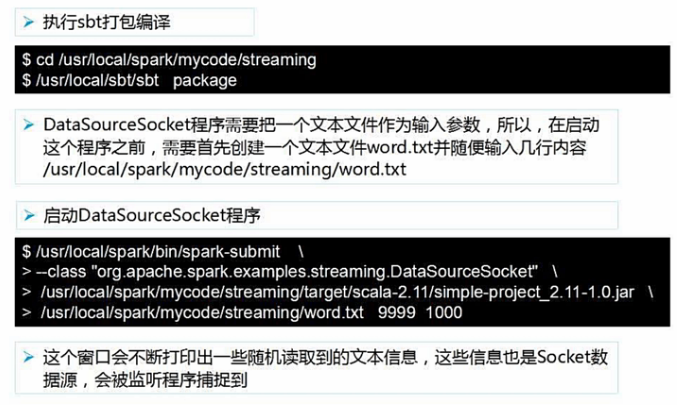 执行sbt打包编译
$ cd /usr/local/spark/mycode/streaming
$ /usr/local/sbt/sbt package
DataSourceSocket程序需要把一个文本文件作为输入参数，所以，在启动
这个程序之前，需要首先创建一个文本文件word.txt并随便输入几行内容
/usr/local/spark/mycode/streaming/word.txt
启动DataSourceSocket程序
$ /usr/local/spark/bin/spark-submit \
> --class "org.apache.spark.examples.streaming.DataSourceSocket" \
> /usr/local/spark/mycode/streaming/target/scala-2.11/simple-project_2.11-1.0.jar \
> /usr/local/spark/mycode/streaming/word.txt 9999 1000
这个窗口会不断打印出一些随机读取到的文本信息，这些信息也是Socket数
据源，会被监听程序捕捉到